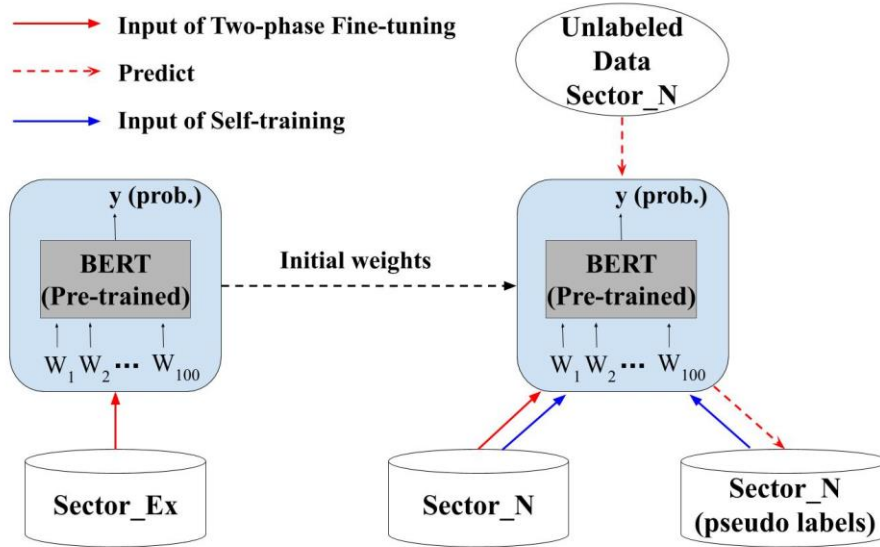 Input of Two-phase Fine-tuning
Predict
Input of Self-training
Unlabeled
Data
Sector_N
y (prob.)
BERT
(Pre-trained)
W1 W2 ... W100
Initial weights
y (prob.)
BERT
(Pre-trained)
W1 W2 ... W100
Sector_Ex
Sector_N
Sector_N
(pseudo labels)